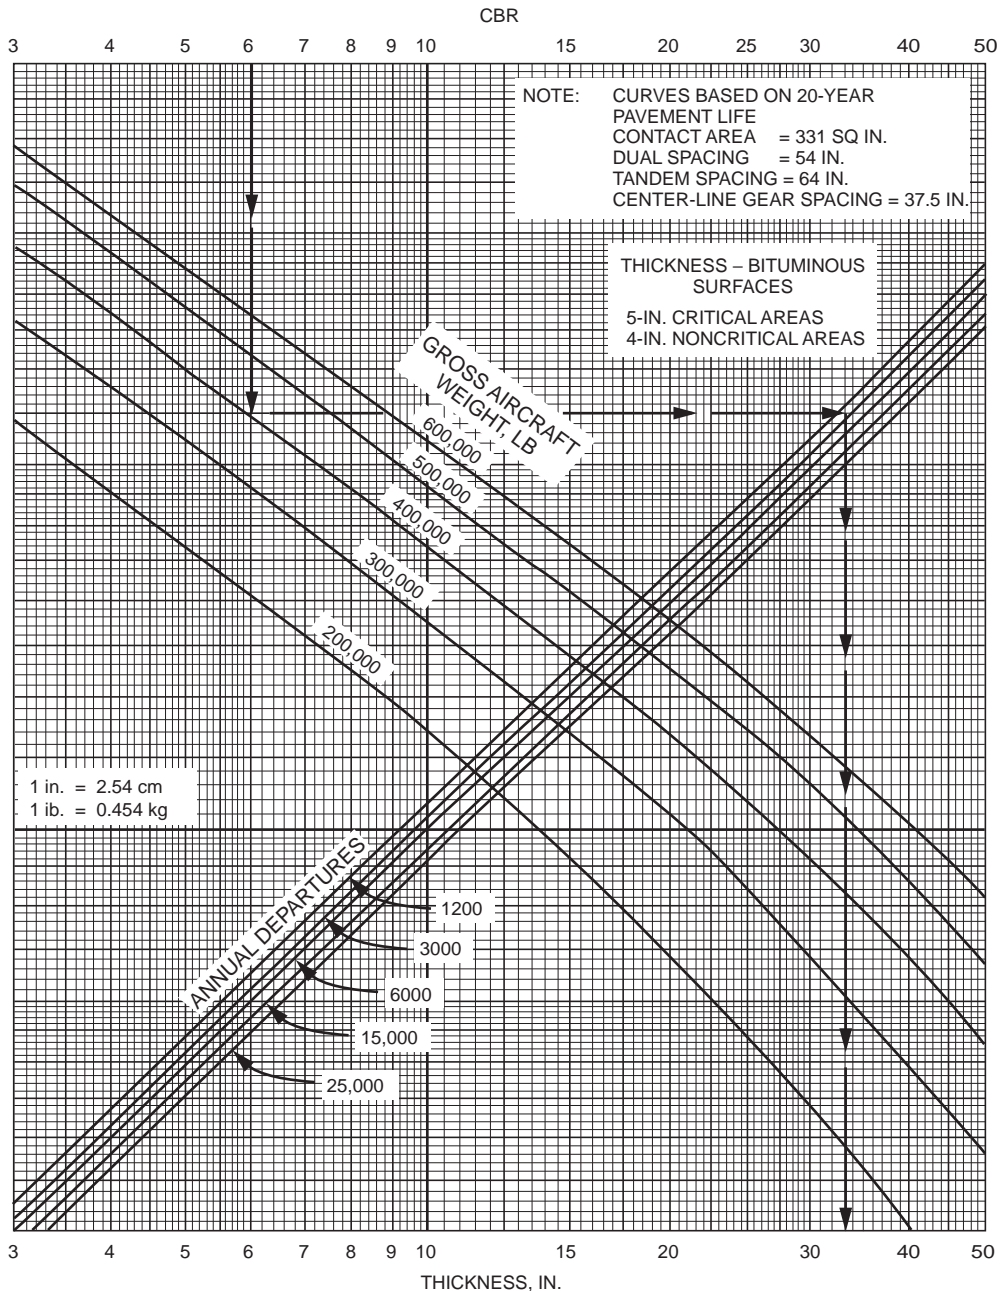 CBR
3 4 5 6 7 8 9 10 15 20 25 30 40 50
NOTE: CURVES BASED ON 20-YEAR
PAVEMENT LIFE
CONTACT AREA = 331 SQ IN.
DUAL SPACING = 54 IN.
TANDEM SPACING = 64 IN.
CENTER-LINE GEAR SPACING = 37.5 IN.
THICKNESS – BITUMINOUS
SURFACES
5-IN. CRITICAL AREAS
4-IN. NONCRITICAL AREAS
GROSS AIRCRAFT
WEIGHT, LB
600,000
500,000
400,000
300,000
200,000
1 in. = 2.54 cm
1 ib. = 0.454 kg
ANNUAL DEPARTURES
1200
3000
6000
15,000
25,000
3 4 5 6 7 8 9 10 15 20 30 40 50
THICKNESS, IN.